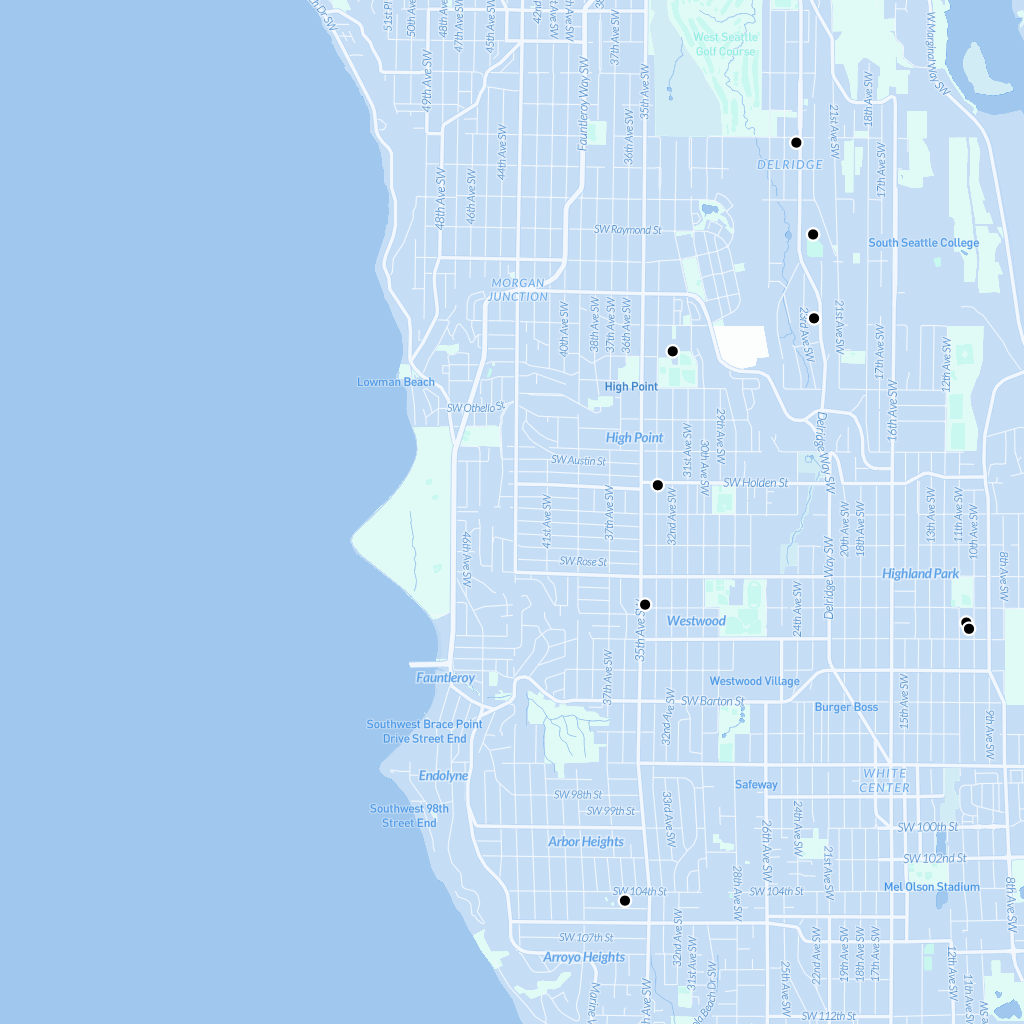 51st Pl
50th Ave SW
48th Ave SW
47th Ave SW
45th Ave SW
42nd
37th Ave SW
West Seattle
Golf Course
W Marginal Way SW
49th Ave SW
Fauntleroy Way SW
35th Ave SW
36th Ave SW
44th Ave SW
21st Ave SW
18th Ave SW
17th Ave SW
DELRIDGE
48th Ave SW
46th Ave SW
SW Raymond St
South Seattle College
MORGAN
JUNCTION
40th Ave SW
38th Ave SW
37th Ave SW
36th Ave SW
23rd Ave SW
21st Ave SW
17th Ave SW
12th Ave SW
Lowman Beach
High Point
16th Ave SW
SW Othello St
High Point
29th Ave SW
31st Ave SW
30th Ave SW
Delridge Way SW
SW Austin St
SW Holden St
41st Ave SW
37th Ave SW
32nd Ave SW
20th Ave SW
18th Ave SW
13th Ave SW
11th Ave SW
10th Ave SW
46th Ave SW
SW Rose St
Delridge Way SW
Highland Park
8th Ave SW
24th Ave SW
35th Ave SW
Westwood
Fauntleroy
37th Ave SW
Westwood Village
32nd Ave SW
SW Barton St
15th Ave SW
Burger Boss
9th Ave SW
Southwest Brace Point
Drive Street End
Endolyne
WHITE
CENTER
Safeway
SW 98th St
SW 99th St
33rd Ave SW
Southwest 98th
Street End
26th Ave SW
24th Ave SW
21st Ave SW
SW 100th St
Arbor Heights
SW 102nd St
28th Ave SW
SW 104th St
SW 104th St
Mel Olson Stadium
8th Ave SW
SW 107th St
32nd Ave SW
31st Ave SW
22nd Ave SW
19th Ave SW
18th Ave SW
17th Ave SW
12th Ave SW
Arroyo Heights
25th Ave SW
11th Ave SW
SW 112th St